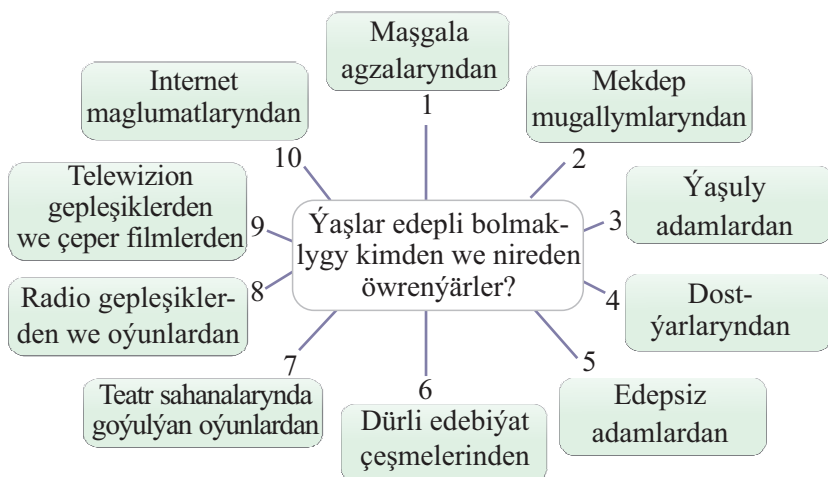 Maşgala
agzalaryndan
1
Mekdep
mugallymlaryndan
2
Ýaşuly
adamlardan
3
Dost-
ýarlaryndan
4
Edepsiz
adamlardan
5
Dürli edebiýat
çeşmelerinden
6
Teatr sahanalarynda
goýulýan oýunlardan
7
Radio gepleşikler-
den we oýunlardan
8
Telewizion
gepleşiklerden
we çeper filmlerden
9
Internet
maglumatlaryndan
10
Ýaşlar edepli bolmak-
lygy kimden we nireden
öwrenýärler?